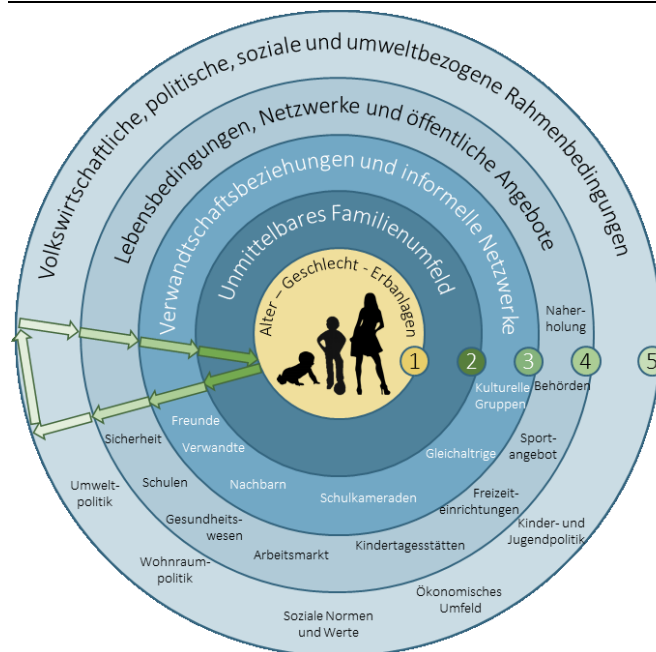 Volkswirtschaftliche, politische, soziale und umweltbezogene Rahmenbedingungen
Lebensbedingungen, Netzwerke und öffentliche Angebote
Verwandtschaftsbeziehungen und informelle Netzwerke
Unmittelbares Familienumfeld
Alter – Geschlecht - Erbanlagen
Naher-
holung
1
2
3
4
5
Kulturelle
Gruppen
Behörden
Freunde
Sicherheit
Verwandte
Gleichaltrige
Sport-
angebot
Umwelt-
politik
Schulen
Nachbarn
Schulkameraden
Freizeit-
einrichtungen
Kinder- und
Jugendpolitik
Gesundheits-
wesen
Arbeitsmarkt
Kindertagesstätten
Wohnraum-
politik
Ökonomisches
Umfeld
Soziale Normen
und Werte